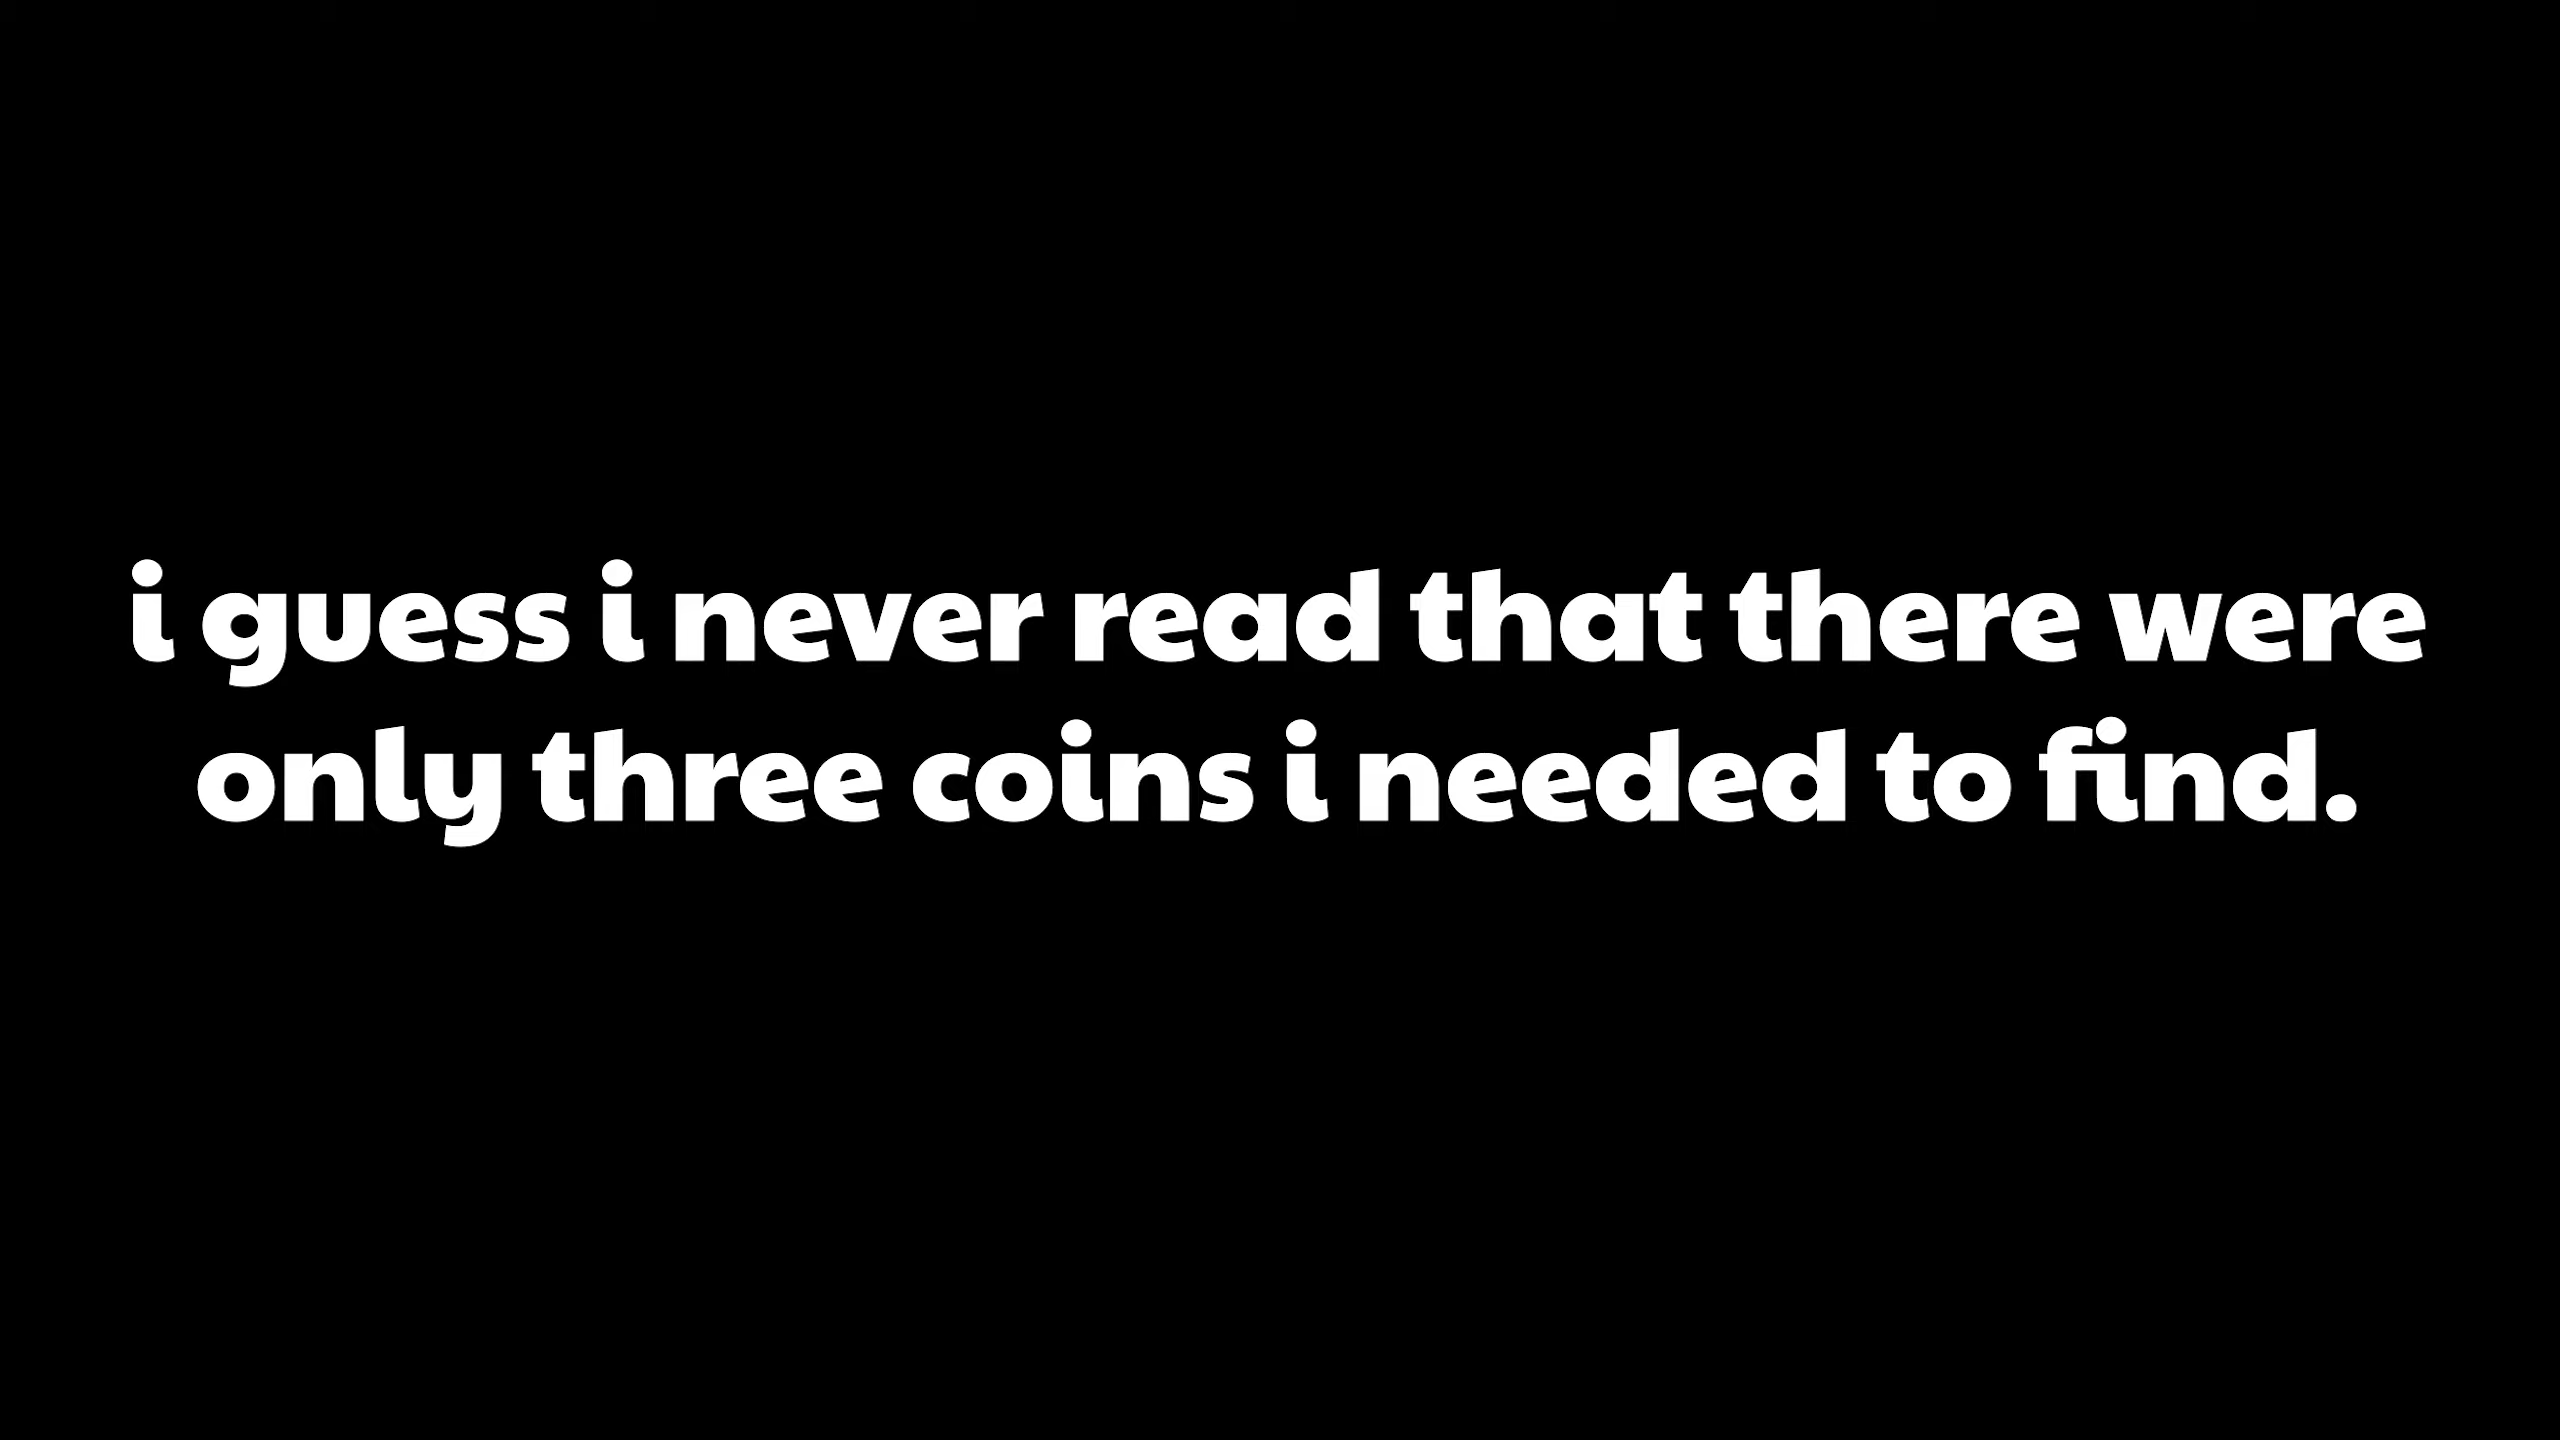 i guess i never read that there were
only three coins i needed to find.